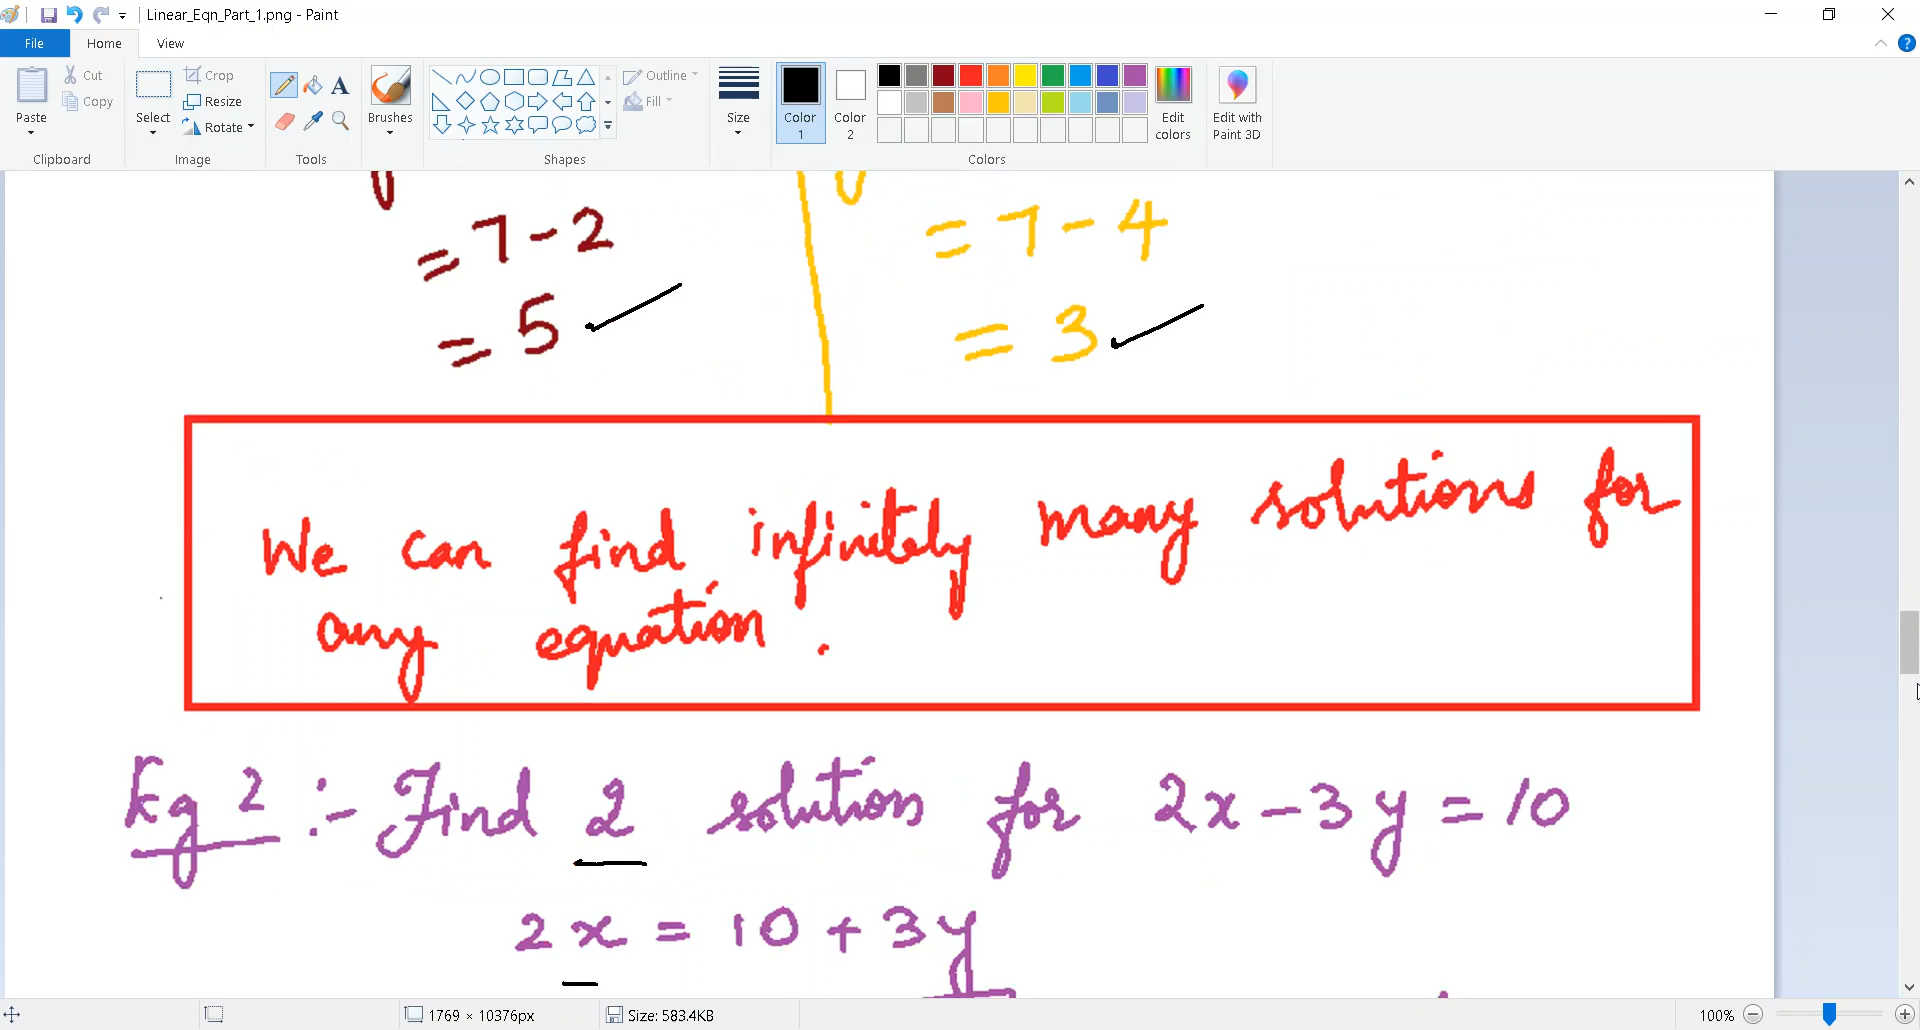 Linear_Eqn_Part_1.png - Paint
File Home View
Paste Cut Copy Select Crop Resize Rotate Brushes Outline Fill Size Color 1 Color 2 Edit colors Edit with Paint 3D
Clipboard Image Tools Shapes Colors
= 7 - 2
= 5
= 7 - 4
= 3
We can find infinitely many solutions for
any equation.
Eg 2 :- Find 2 solution for 2x - 3y = 10
2x = 10 + 3y
1769 × 10376px Size: 583.4KB 100%